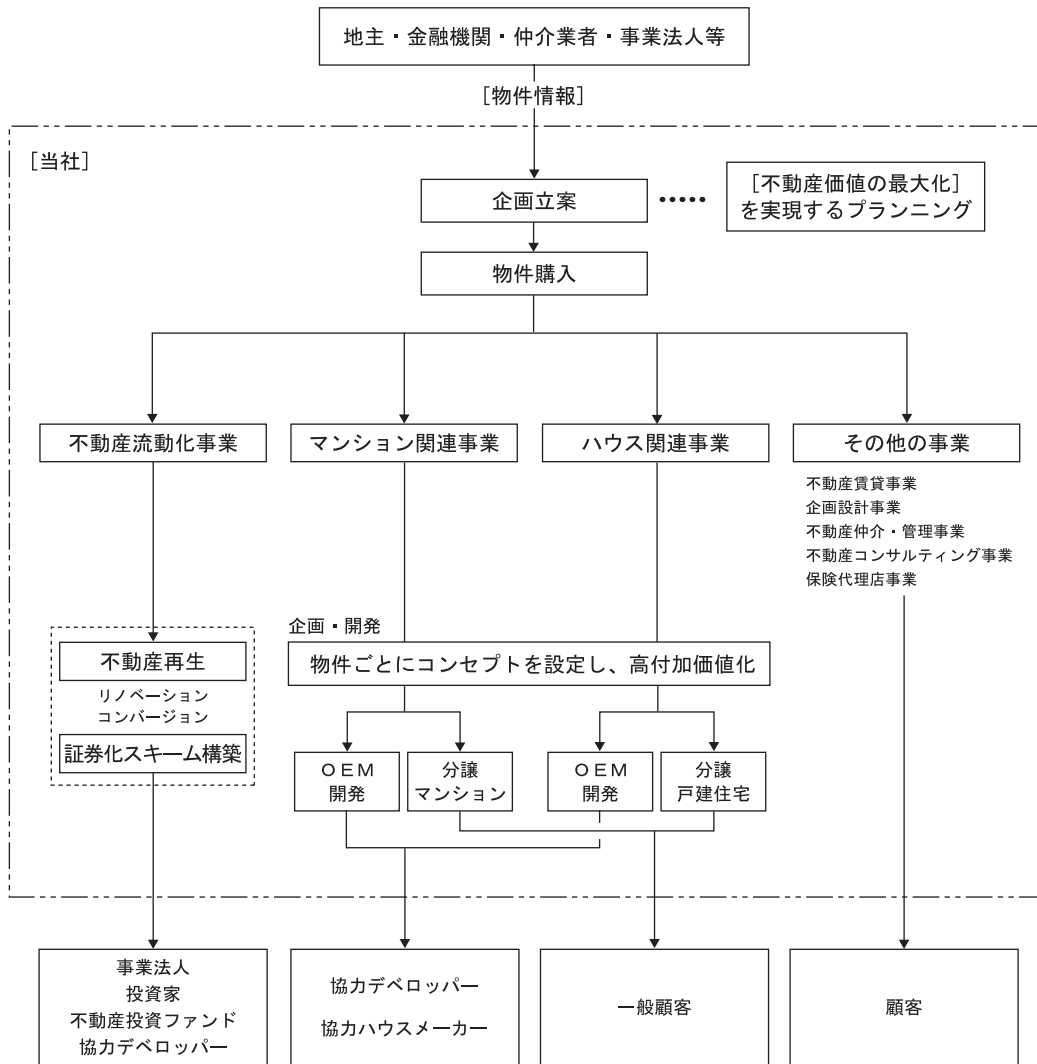 地主・金融機関・仲介業者・事業法人等
[物件情報]
[当社]
企画立案
[不動産価値の最大化]
を実現するプランニング
物件購入
不動産流動化事業
マンション関連事業
ハウス関連事業
その他の事業
不動産賃貸事業
企画設計事業
不動産仲介・管理事業
不動産コンサルティング事業
保険代理店事業
企画・開発
物件ごとにコンセプトを設定し、高付加価値化
不動産再生
リノベーション
コンバージョン
証券化スキーム構築
OEM
開発
分譲
マンション
OEM
開発
分譲
戸建住宅
事業法人
投資家
不動産投資ファンド
協力デベロッパー
協力デベロッパー
協力ハウスメーカー
一般顧客
顧客